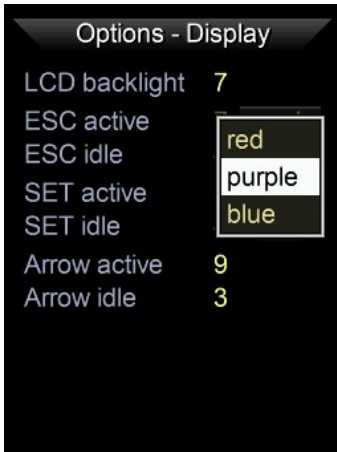 Options - Display
LCD backlight 7
ESC active
ESC idle
red
purple
blue
SET active
SET idle
Arrow active 9
Arrow idle 3